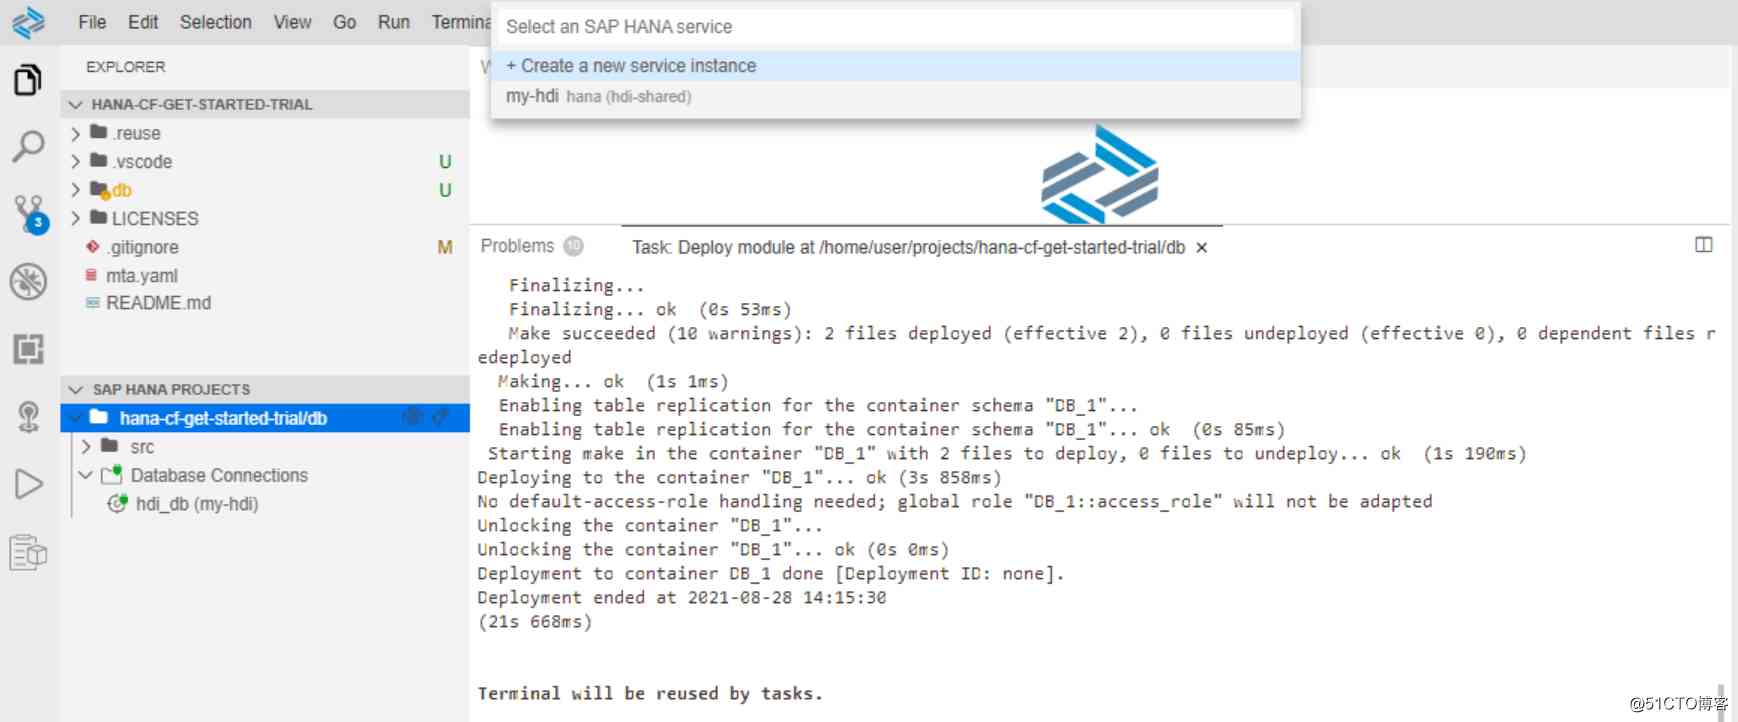 File Edit Selection View Go Run Termina
Select an SAP HANA service
+ Create a new service instance
my-hdi hana (hdi-shared)
EXPLORER
HANA-CF-GET-STARTED-TRIAL
.reuse
.vscode U
db U
LICENSES
.gitignore M
mta.yaml
README.md
3
SAP HANA PROJECTS
hana-cf-get-started-trial/db
src
Database Connections
hdi_db (my-hdi)
Problems 10 Task: Deploy module at /home/user/projects/hana-cf-get-started-trial/db ×
Finalizing...
Finalizing... ok (0s 53ms)
Make succeeded (10 warnings): 2 files deployed (effective 2), 0 files undeployed (effective 0), 0 dependent files r
edeployed
Making... ok (1s 1ms)
Enabling table replication for the container schema "DB_1"...
Enabling table replication for the container schema "DB_1"... ok (0s 85ms)
Starting make in the container "DB_1" with 2 files to deploy, 0 files to undeploy... ok (1s 190ms)
Deploying to the container "DB_1"... ok (3s 858ms)
No default-access-role handling needed; global role "DB_1::access_role" will not be adapted
Unlocking the container "DB_1"...
Unlocking the container "DB_1"... ok (0s 0ms)
Deployment to container DB_1 done [Deployment ID: none].
Deployment ended at 2021-08-28 14:15:30
(21s 668ms)
Terminal will be reused by tasks.
@51CTO博客